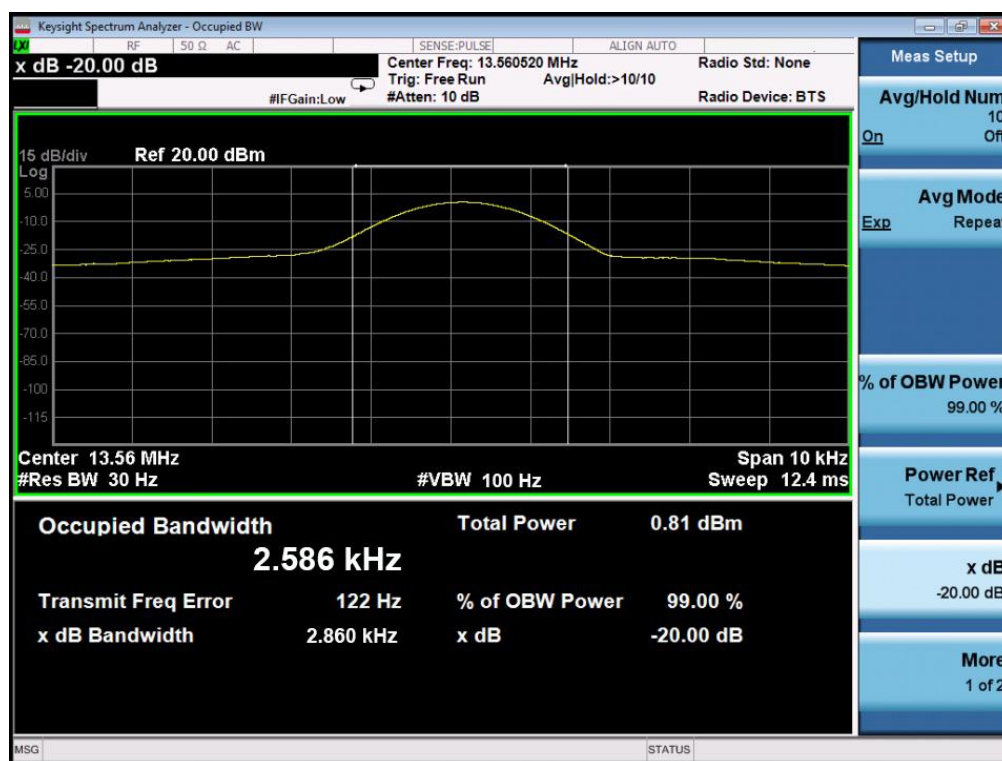 Keysight Spectrum Analyzer - Occupied BW
LXI RF 50 Ω AC SENSE:PULSE ALIGN AUTO
x dB -20.00 dB
Center Freq: 13.560520 MHz Radio Std: None
Trig: Free Run Avg|Hold:>10/10
#IFGain:Low #Atten: 10 dB Radio Device: BTS
15 dB/div Ref 20.00 dBm
Log
5.00
-10.0
-25.0
-40.0
-55.0
-70.0
-85.0
-100
-115
Center 13.56 MHz Span 10 kHz
#Res BW 30 Hz #VBW 100 Hz Sweep 12.4 ms
Occupied Bandwidth Total Power 0.81 dBm
2.586 kHz
Transmit Freq Error 122 Hz % of OBW Power 99.00 %
x dB Bandwidth 2.860 kHz x dB -20.00 dB
MSG STATUS
Meas Setup
Avg/Hold Num
10
On Off
Avg Mode
Exp Repeat
% of OBW Power
99.00 %
Power Ref
Total Power
x dB
-20.00 dB
More
1 of 2